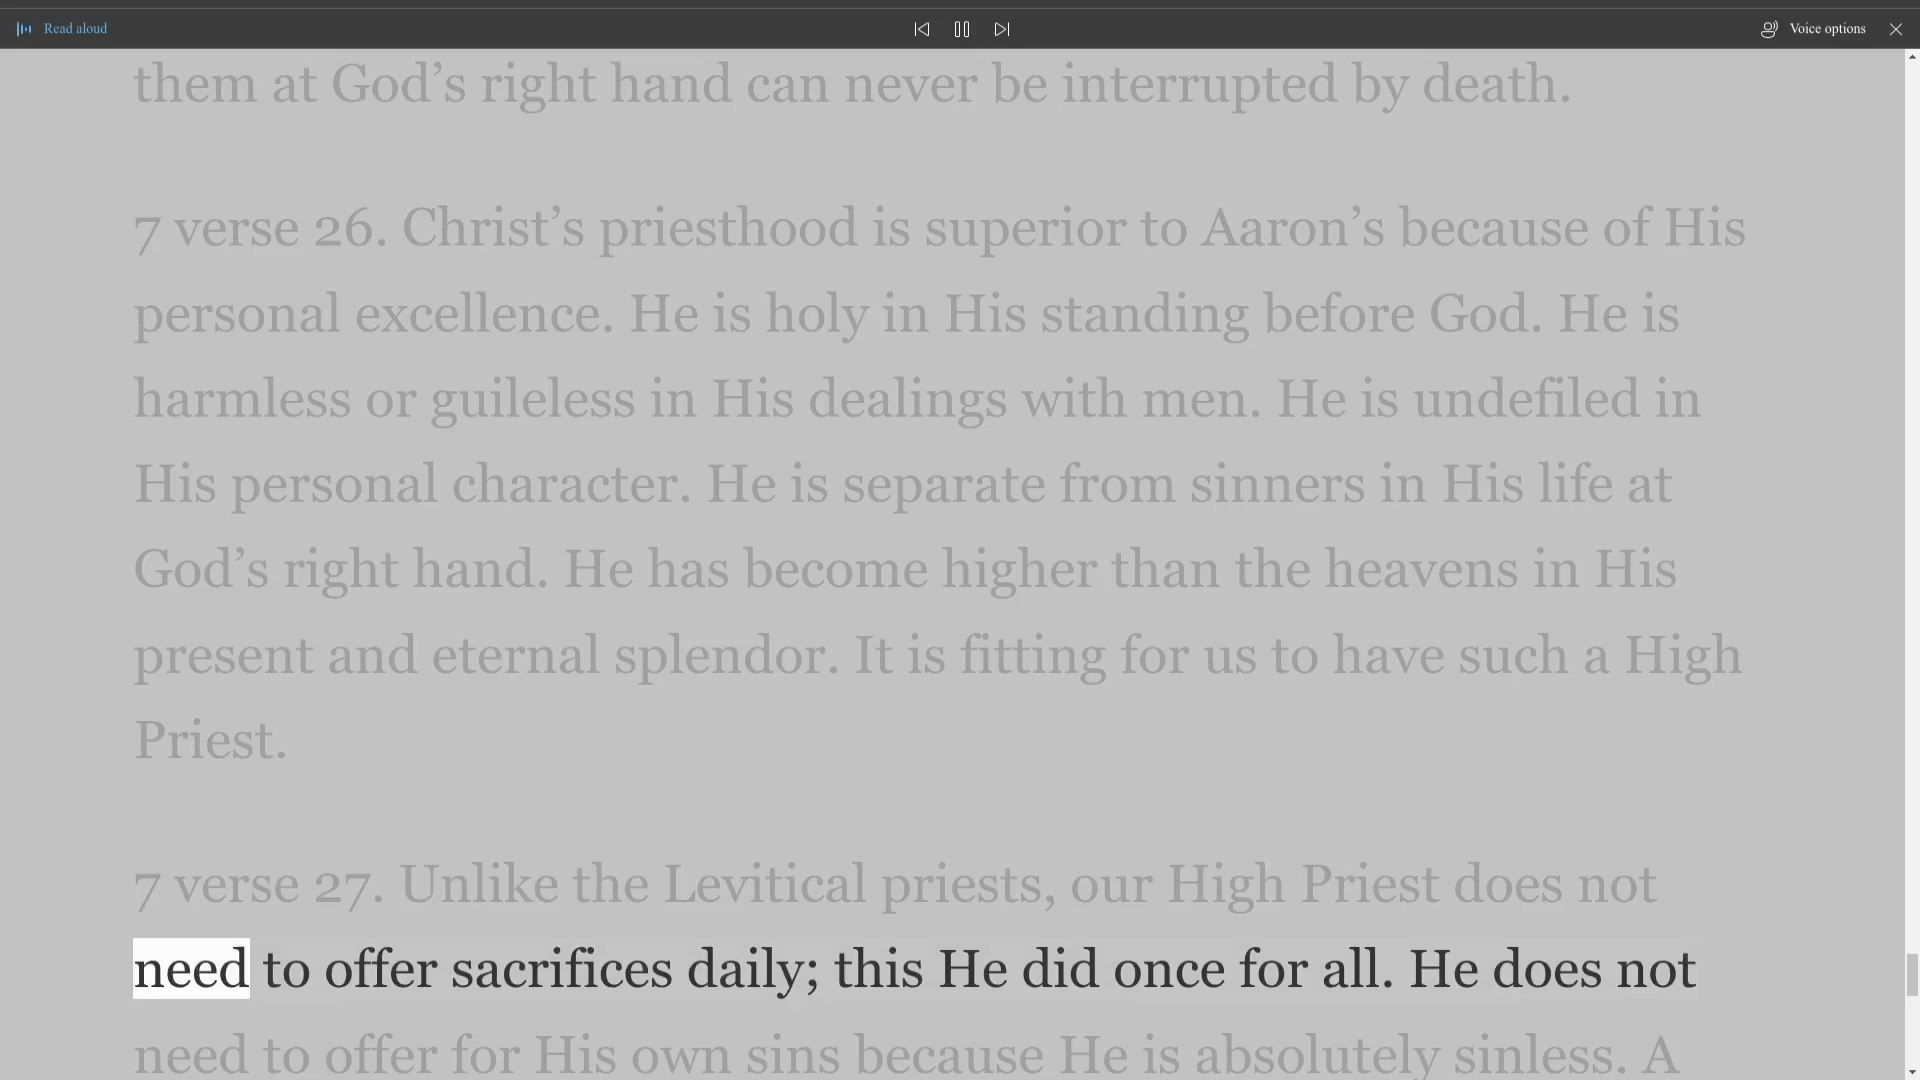 Read aloud
Voice options
them at God’s right hand can never be interrupted by death.
7 verse 26. Christ’s priesthood is superior to Aaron’s because of His
personal excellence. He is holy in His standing before God. He is
harmless or guileless in His dealings with men. He is undefiled in
His personal character. He is separate from sinners in His life at
God’s right hand. He has become higher than the heavens in His
present and eternal splendor. It is fitting for us to have such a High
Priest.
7 verse 27. Unlike the Levitical priests, our High Priest does not
need to offer sacrifices daily; this He did once for all. He does not
need to offer for His own sins because He is absolutely sinless. A